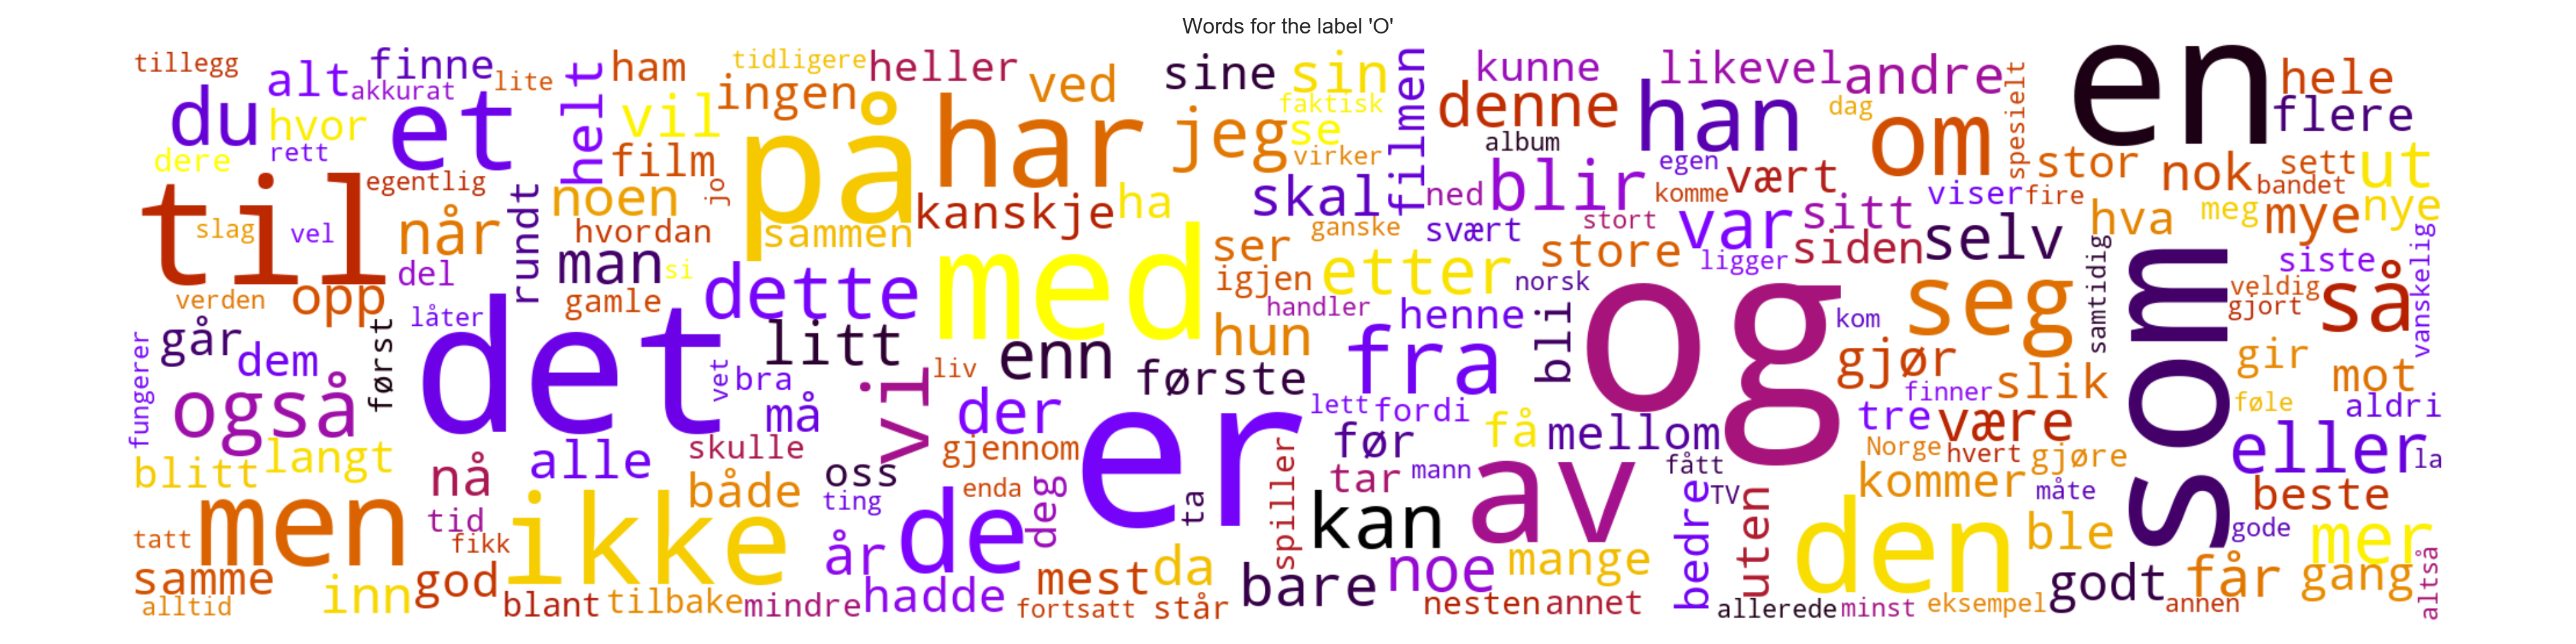 Words for the label 'O'
tillegg alt finne lite helt ham tidligere heller ved sine sin filmen kunne likevel andre spesielt en hele
du akkurat et hvor vil ingen på har jeg faktisk se denne album han dag om flere
dere rett film virker egen stor nok sett ut
til egentlig rundt noen jo kanskje ha skal ned blir komme vært viser fire bandet
slag vel når hvordan sammen ganske svært stort var sitt hva meg mye nye
del man si ser etter store siden selv samtidig vanskelig
verden opp gamle dette med igjen norsk ligger som siste
låter handler henne og kom seg veldig gjort så
fungerer går dem først det vet litt enn hun fra bli gjør gir
også bra vi liv første finner slik mot
må der er lett fordi tre være føle aldri
blitt langt nå alle skulle gjennom spiller før få mellom Norge hvert gjøre eller la
både oss enda deg ta tar mann fått kommer måte beste
men tid ikke ting de kan av bedre TV uten den ble gode mer
tatt fikk år
samme inn god mest da bare noe mange godt får gang altså
alltid blant tilbake mindre hadde fortsatt står nesten annet allerede minst eksempel annen